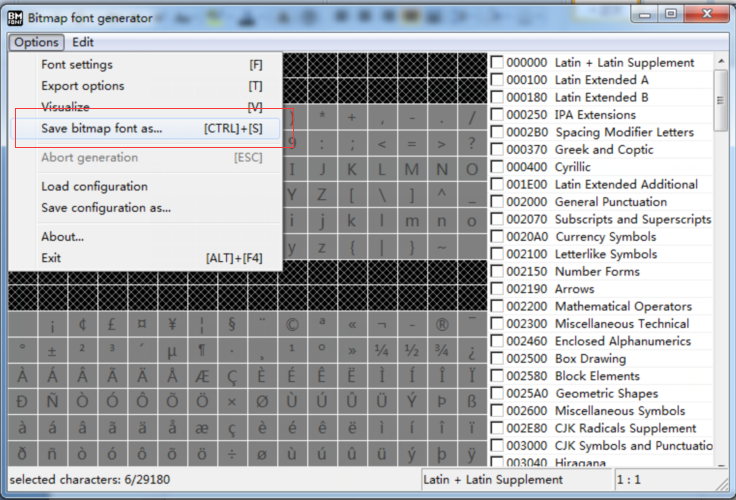 BM FONT Bitmap font generator
Options Edit
Font settings [F]
Export options [T]
Visualize [V]
Save bitmap font as... [CTRL]+[S]
Abort generation [ESC]
Load configuration
Save configuration as...
About...
Exit [ALT]+[F4]
) * + , - . /
9 : ; < = > ?
I J K L M N O
Y Z [ \ ] ^ _
i j k l m n o
y z { | } ~
¡ ¢ £ ¤ ¥ ¦ § ¨ © ª « ¬ - ® ¯
° ± ² ³ ´ µ ¶ · ¸ ¹ º » ¼ ½ ¾ ¿
À Á Â Ã Ä Å Æ Ç È É Ê Ë Ì Í Î Ï
Ð Ñ Ò Ó Ô Õ Ö × Ø Ù Ú Û Ü Ý Þ ß
à á â ã ä å æ ç è é ê ë ì í î ï
ð ñ ò ó ô õ ö ÷ ø ù ú û ü ý þ ÿ
000000 Latin + Latin Supplement
000100 Latin Extended A
000180 Latin Extended B
000250 IPA Extensions
0002B0 Spacing Modifier Letters
000370 Greek and Coptic
000400 Cyrillic
001E00 Latin Extended Additional
002000 General Punctuation
002070 Subscripts and Superscripts
0020A0 Currency Symbols
002100 Letterlike Symbols
002150 Number Forms
002190 Arrows
002200 Mathematical Operators
002300 Miscellaneous Technical
002460 Enclosed Alphanumerics
002500 Box Drawing
002580 Block Elements
0025A0 Geometric Shapes
002600 Miscellaneous Symbols
002E80 CJK Radicals Supplement
003000 CJK Symbols and Punctuatio
003040 Hiragana
selected characters: 6/29180 Latin + Latin Supplement 1 : 1